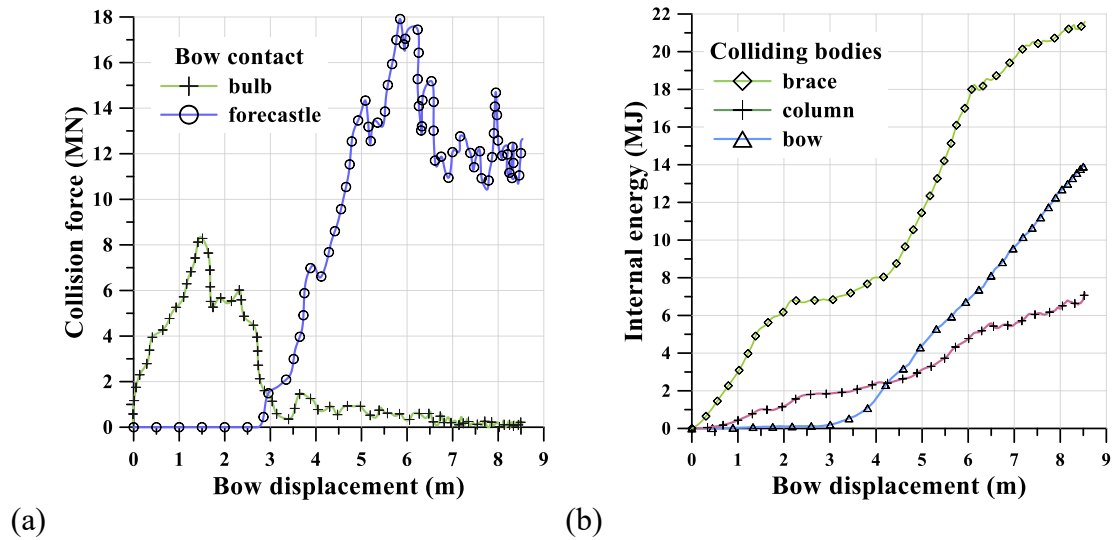 18
16
14
12
10
8
6
4
2
0
Collision force (MN)
Bow contact
bulb
forecastle
0 1 2 3 4 5 6 7 8 9
Bow displacement (m)
(a)
22
20
18
16
14
12
10
8
6
4
2
0
Internal energy (MJ)
Colliding bodies
brace
column
bow
0 1 2 3 4 5 6 7 8 9
Bow displacement (m)
(b)